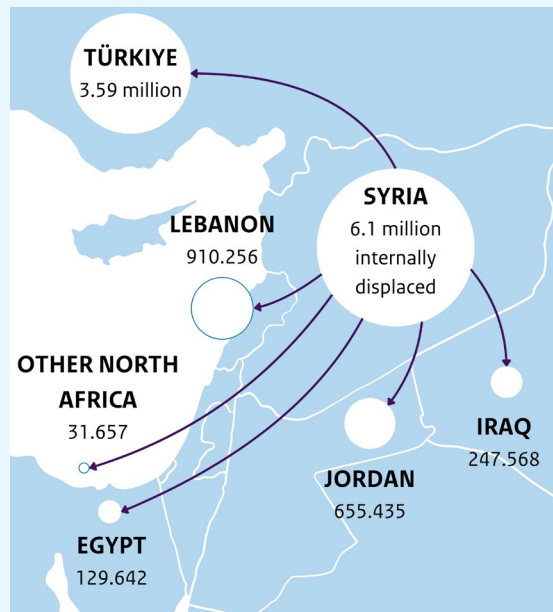 TÜRKIYE
3.59 million
SYRIA
6.1 million
internally
displaced
LEBANON
910.256
OTHER NORTH
AFRICA
31.657
IRAQ
247.568
JORDAN
655.435
EGYPT
129.642